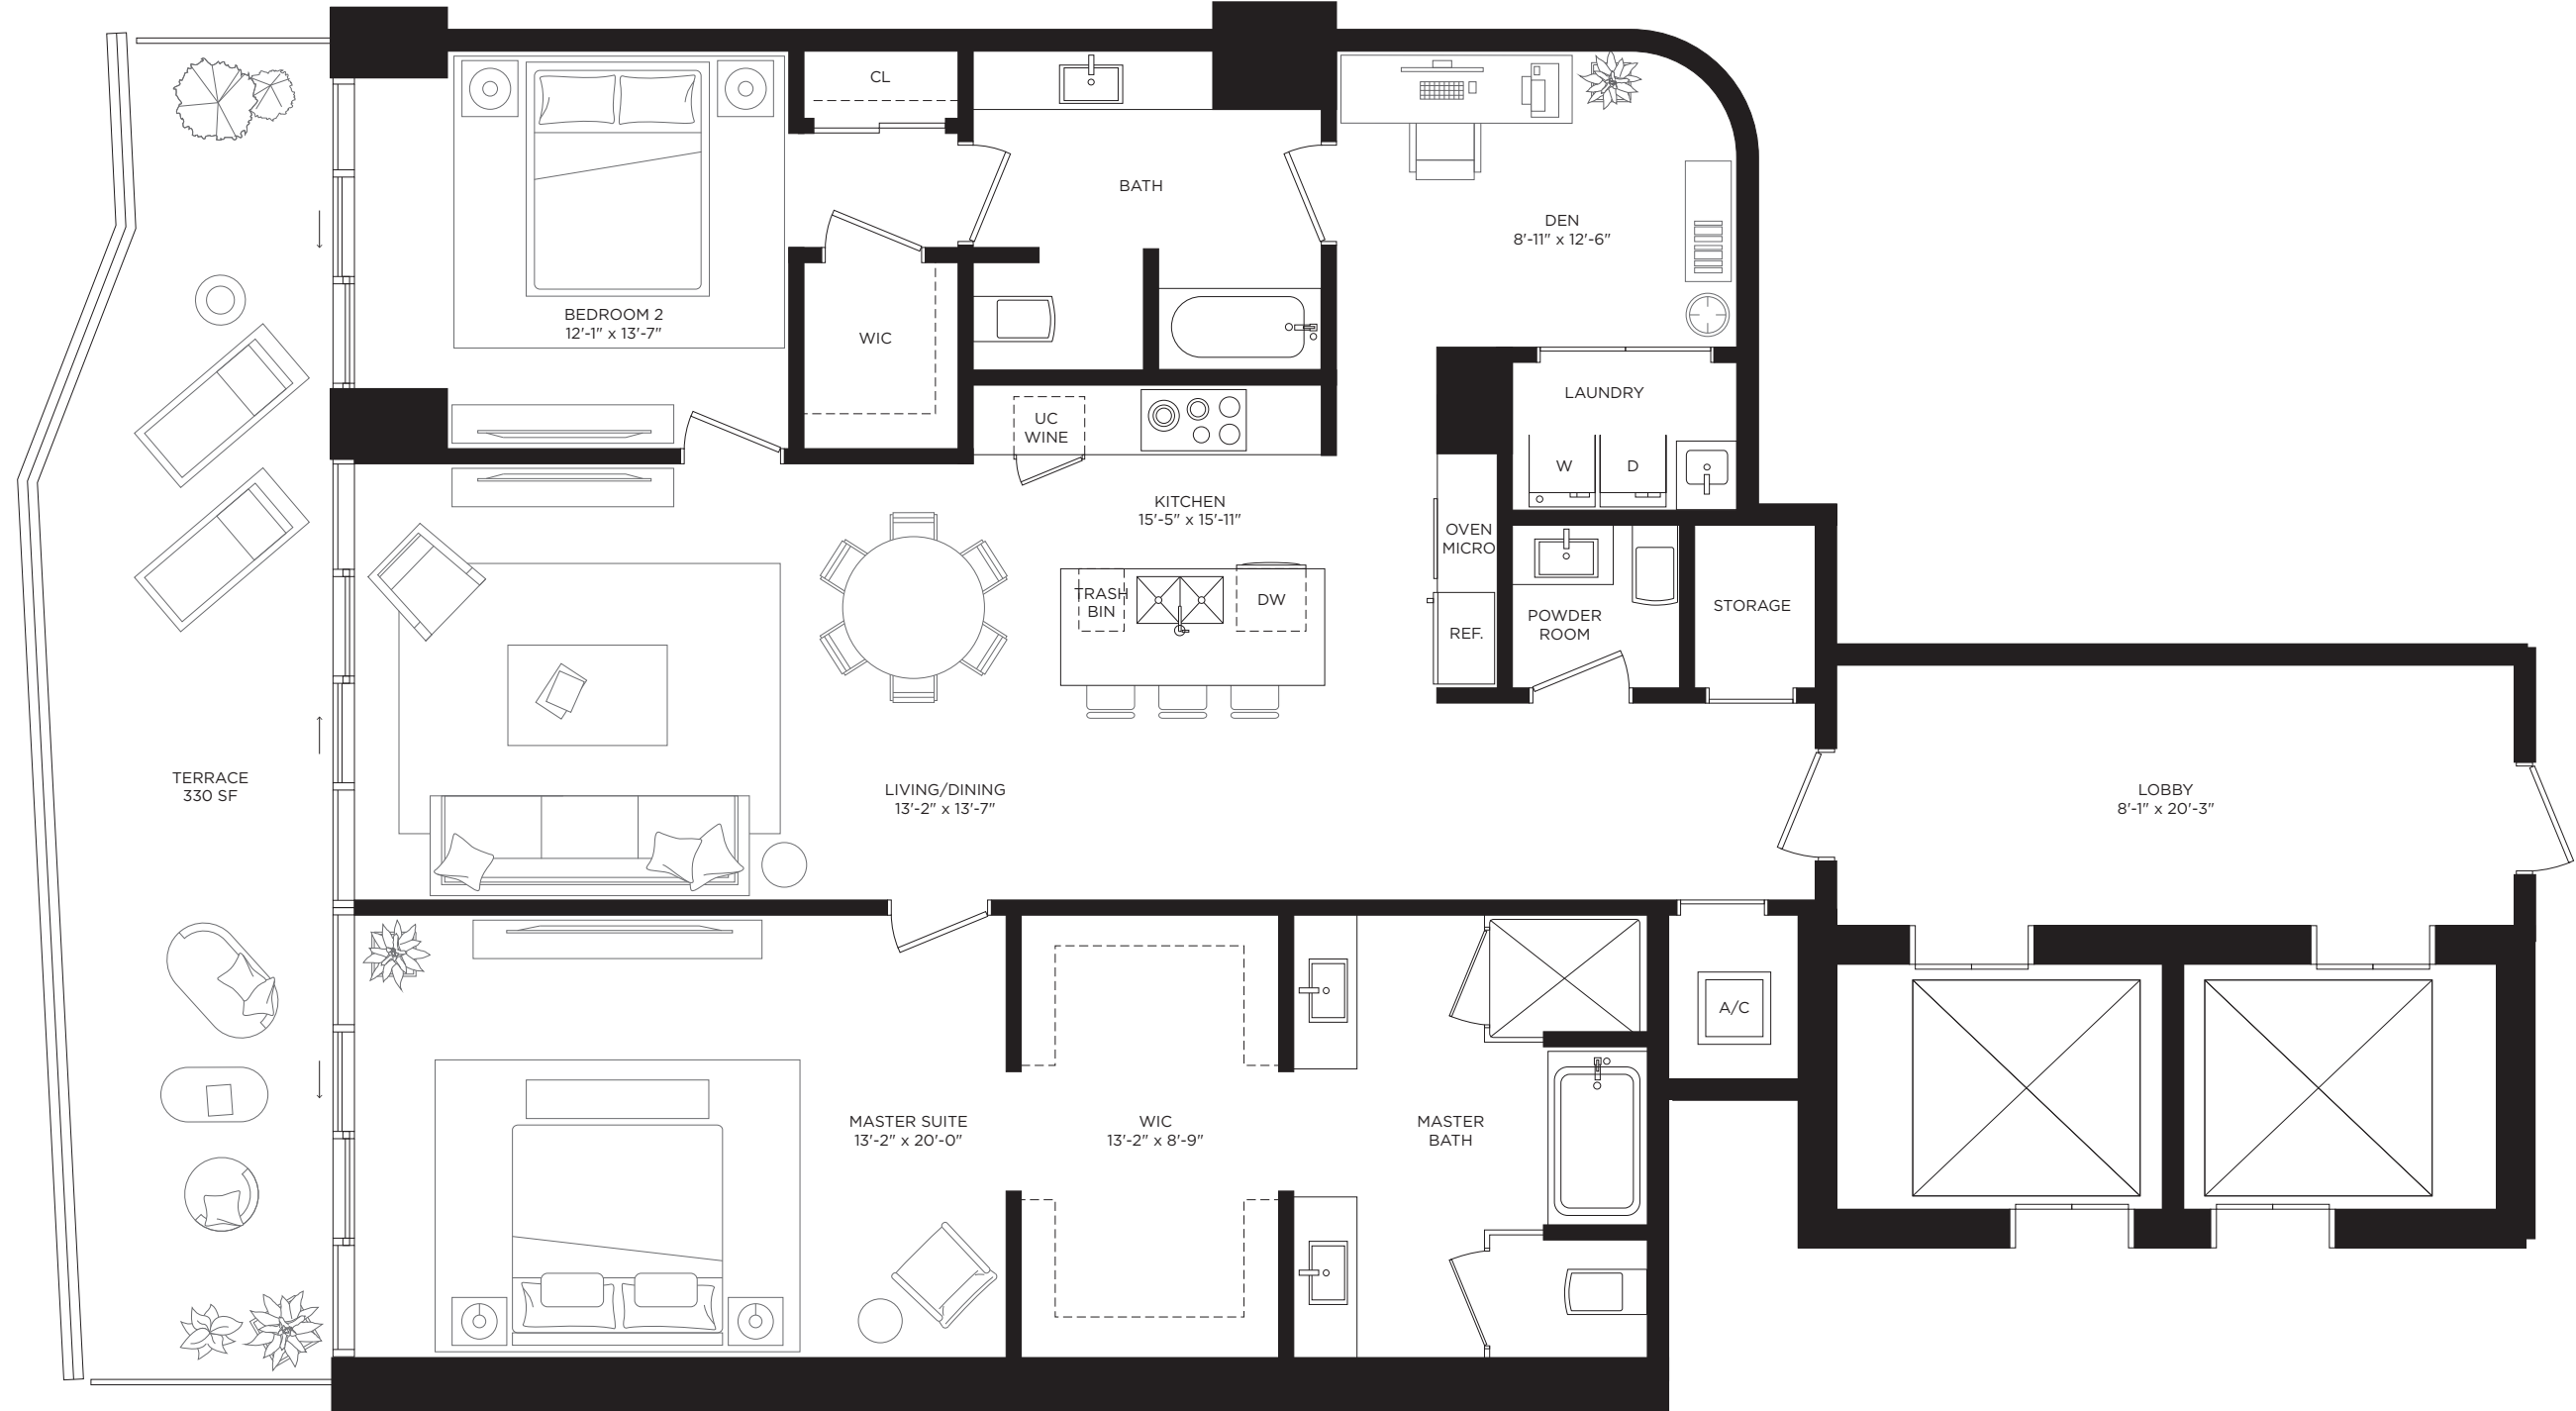 CL
BATH
DEN
8'-11" x 12'-6"
BEDROOM 2
12'-1" x 13'-7"
WIC
LAUNDRY
UC
WINE
W
D
KITCHEN
15'-5" x 15'-11"
OVEN
MICRO
TRASH
BIN
DW
REF.
POWDER
ROOM
STORAGE
TERRACE
330 SF
LIVING/DINING
13'-2" x 13'-7"
LOBBY
8'-1" x 20'-3"
A/C
MASTER SUITE
13'-2" x 20'-0"
WIC
13'-2" x 8'-9"
MASTER
BATH